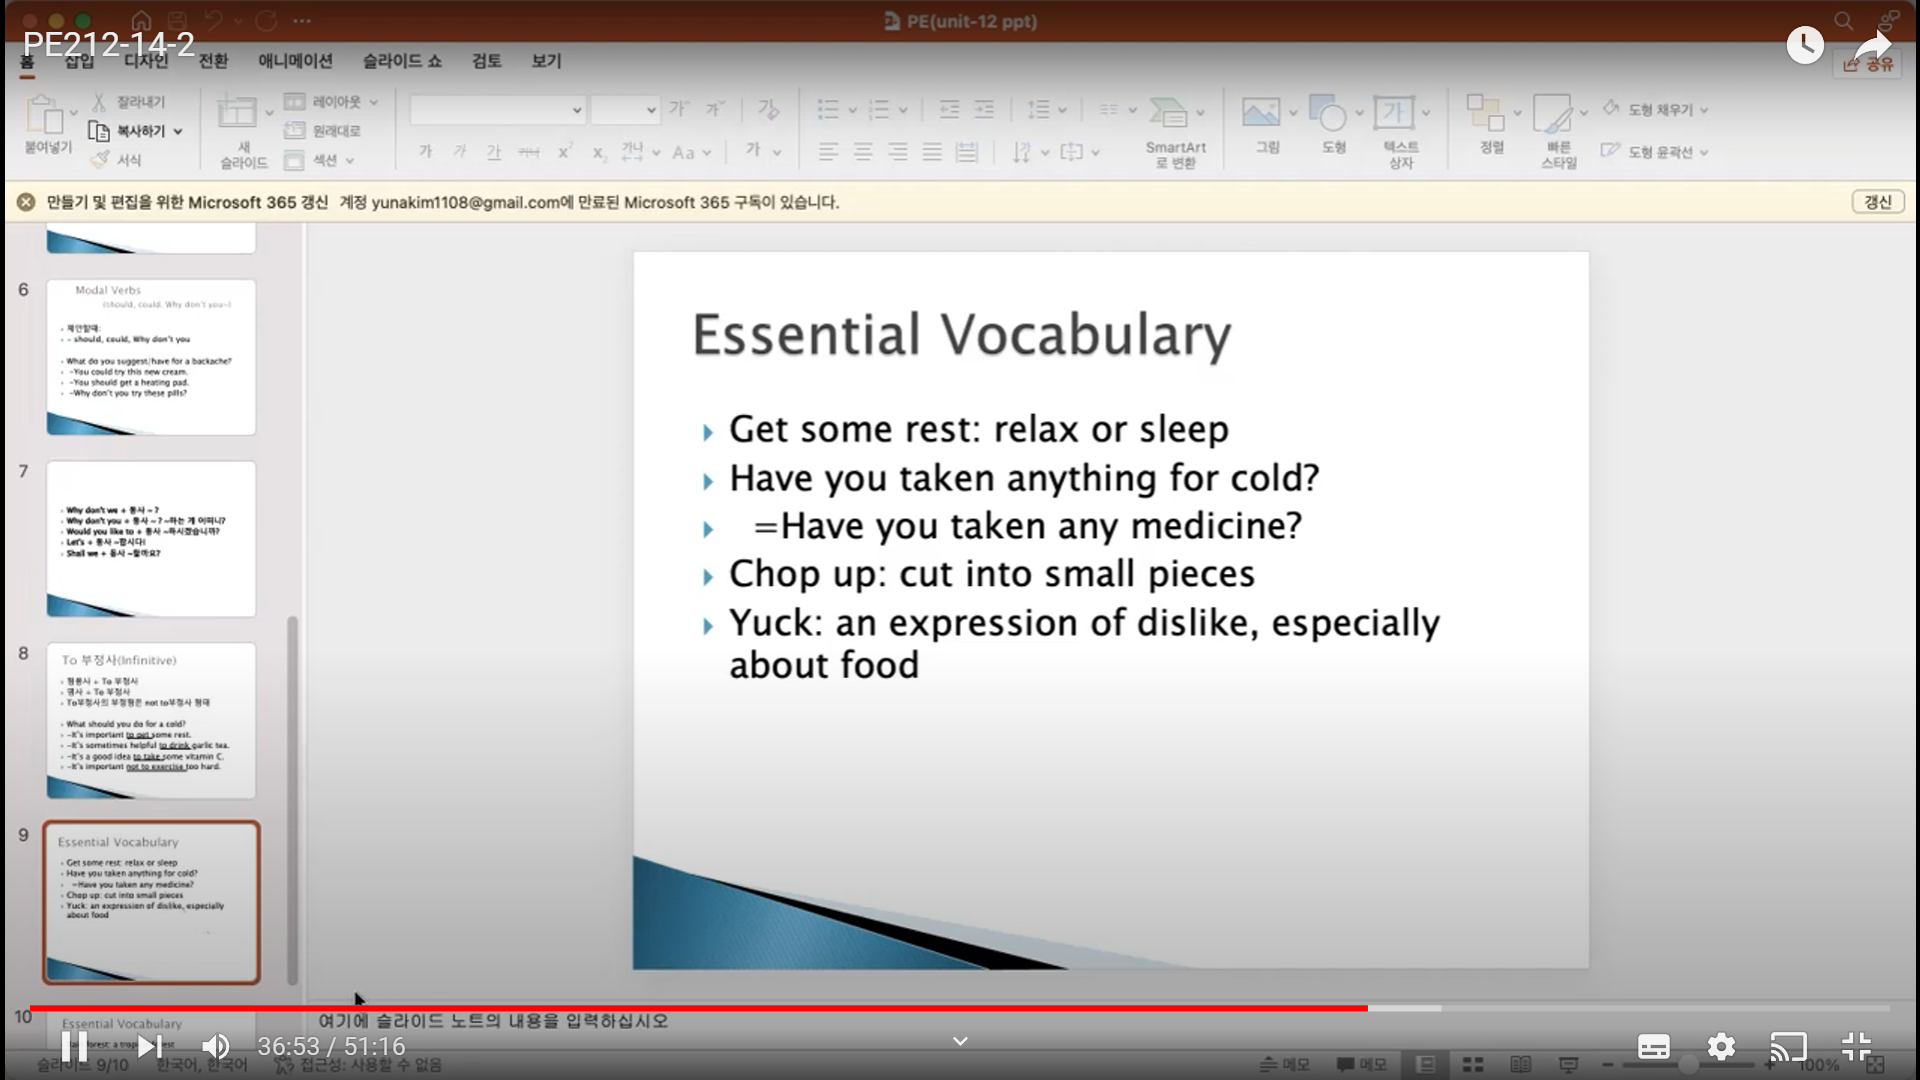 PE(unit-12 ppt)
PE212-14-2
홈 삽입 디자인 전환 애니메이션 슬라이드 쇼 검토 보기
공유
붙여넣기
잘라내기
복사하기
서식
새
슬라이드
레이아웃
원래대로
섹션
SmartArt
로 변환
그림
도형
텍스트
상자
정렬
빠른
스타일
도형 채우기
도형 윤곽선
만들기 및 편집을 위한 Microsoft 365 갱신 계정 yunakim1108@gmail.com에 만료된 Microsoft 365 구독이 있습니다.
갱신
6
Modal Verbs
(should, could, Why don't you~)
제안할때:
- should, could, Why don't you
What do you suggest/have for a backache?
-You could try this new cream.
-You should get a heating pad.
-Why don't you try these pills?
7
Why don't we + 동사 ~ ?
Why don't you + 동사 ~ ? ~하는 게 어떠니?
Would you like to + 동사 ~하시겠습니까?
Let's + 동사 ~합시다!
Shall we + 동사 ~할까요?
8
To 부정사(Infinitive)
형용사 + To 부정사
명사 + To 부정사
To부정사의 부정형은 not to부정사 형태
What should you do for a cold?
-It's important to get some rest.
-It's sometimes helpful to drink garlic tea.
-It's a good idea to take some vitamin C.
-It's important not to exercise too hard.
9
Essential Vocabulary
Get some rest: relax or sleep
Have you taken anything for cold?
=Have you taken any medicine?
Chop up: cut into small pieces
Yuck: an expression of dislike, especially
about food
10
Essential Vocabulary
Essential Vocabulary
Get some rest: relax or sleep
Have you taken anything for cold?
=Have you taken any medicine?
Chop up: cut into small pieces
Yuck: an expression of dislike, especially
about food
여기에 슬라이드 노트의 내용을 입력하십시오
36:53 / 51:16
슬라이드 9/10 한국어, 한국어 접근성: 사용할 수 없음
메모 메모 100%